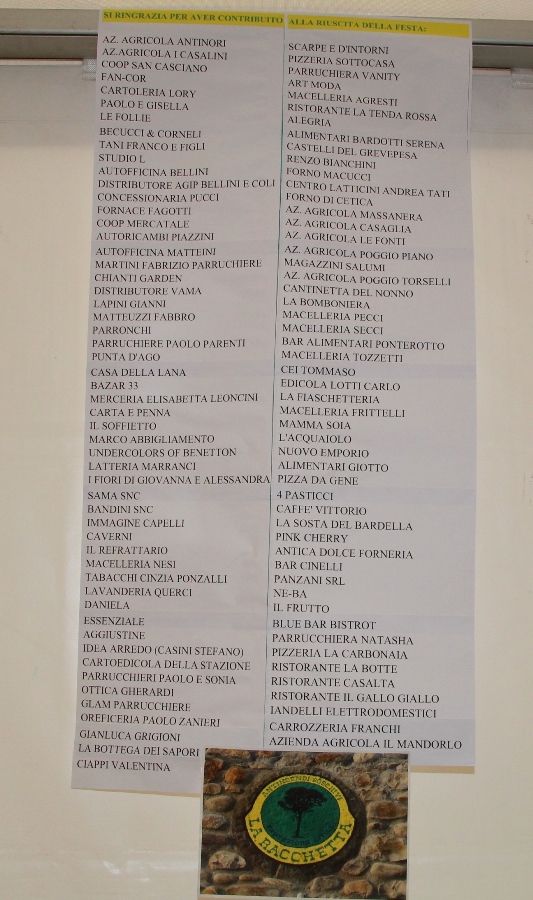 SI RINGRAZIA PER AVER CONTRIBUITO ALLA RIUSCITA DELLA FESTA:
AZ. AGRICOLA ANTINORI
AZ.AGRICOLA I CASALINI
COOP SAN CASCIANO
FAN-COR
CARTOLERIA LORY
PAOLO E GISELLA
LE FOLLIE
BECUCCI & CORNELI
TANI FRANCO E FIGLI
STUDIO L
AUTOFFICINA BELLINI
DISTRIBUTORE AGIP BELLINI E COLI
CONCESSIONARIA PUCCI
FORNACE FAGOTTI
COOP MERCATALE
AUTORICAMBI PIAZZINI
AUTOFFICINA MATTEINI
MARTINI FABRIZIO PARRUCHIERE
CHIANTI GARDEN
DISTRIBUTORE VAMA
LAPINI GIANNI
MATTEUZZI FABBRO
PARRONCHI
PARRUCHIERE PAOLO PARENTI
PUNTA D'AGO
CASA DELLA LANA
BAZAR 33
MERCERIA ELISABETTA LEONCINI
CARTA E PENNA
IL SOFFIETTO
MARCO ABBIGLIAMENTO
UNDERCOLORS OF BENETTON
LATTERIA MARRANCI
I FIORI DI GIOVANNA E ALESSANDRA
SAMA SNC
BANDINI SNC
IMMAGINE CAPELLI
CAVERNI
IL REFRATTARIO
MACELLERIA NESI
TABACCHI CINZIA PONZALLI
LAVANDERIA QUERCI
DANIELA
ESSENZIALE
AGGIUSTINE
IDEA ARREDO (CASINI STEFANO)
CARTOEDICOLA DELLA STAZIONE
PARRUCCHIERI PAOLO E SONIA
OTTICA GHERARDI
GLAM PARRUCCHIERE
OREFICERIA PAOLO ZANIERI
GIANLUCA GRIGIONI
LA BOTTEGA DEI SAPORI
CIAPPI VALENTINA
SCARPE E D'INTORNI
PIZZERIA SOTTOCASA
PARRUCHIERA VANITY
ART MODA
MACELLERIA AGRESTI
RISTORANTE LA TENDA ROSSA
ALEGRIA
ALIMENTARI BARDOTTI SERENA
CASTELLI DEL GREVEPESA
RENZO BIANCHINI
FORNO MACUCCI
CENTRO LATTICINI ANDREA TATI
FORNO DI CETICA
AZ. AGRICOLA MASSANERA
AZ. AGRICOLA CASAGLIA
AZ. AGRICOLA LE FONTI
AZ. AGRICOLA POGGIO PIANO
MAGAZZINI SALUMI
AZ. AGRICOLA POGGIO TORSELLI
CANTINETTA DEL NONNO
LA BOMBONIERA
MACELLERIA PECCI
MACELLERIA SECCI
BAR ALIMENTARI PONTEROTTO
MACELLERIA TOZZETTI
CEI TOMMASO
EDICOLA LOTTI CARLO
LA FIASCHETTERIA
MACELLERIA FRITTELLI
MAMMA SOIA
L'ACQUAIOLO
NUOVO EMPORIO
ALIMENTARI GIOTTO
PIZZA DA GENE
4 PASTICCI
CAFFE' VITTORIO
LA SOSTA DEL BARDELLA
PINK CHERRY
ANTICA DOLCE FORNERIA
BAR CINELLI
PANZANI SRL
NE-BA
IL FRUTTO
BLUE BAR BISTROT
PARRUCCHIERA NATASHA
PIZZERIA LA CARBONAIA
RISTORANTE LA BOTTE
RISTORANTE CASALTA
RISTORANTE IL GALLO GIALLO
IANDELLI ELETTRODOMESTICI
CARROZZERIA FRANCHI
AZIENDA AGRICOLA IL MANDORLO
ANTINCENDI BOSCHIVI
LA RACCHETTA